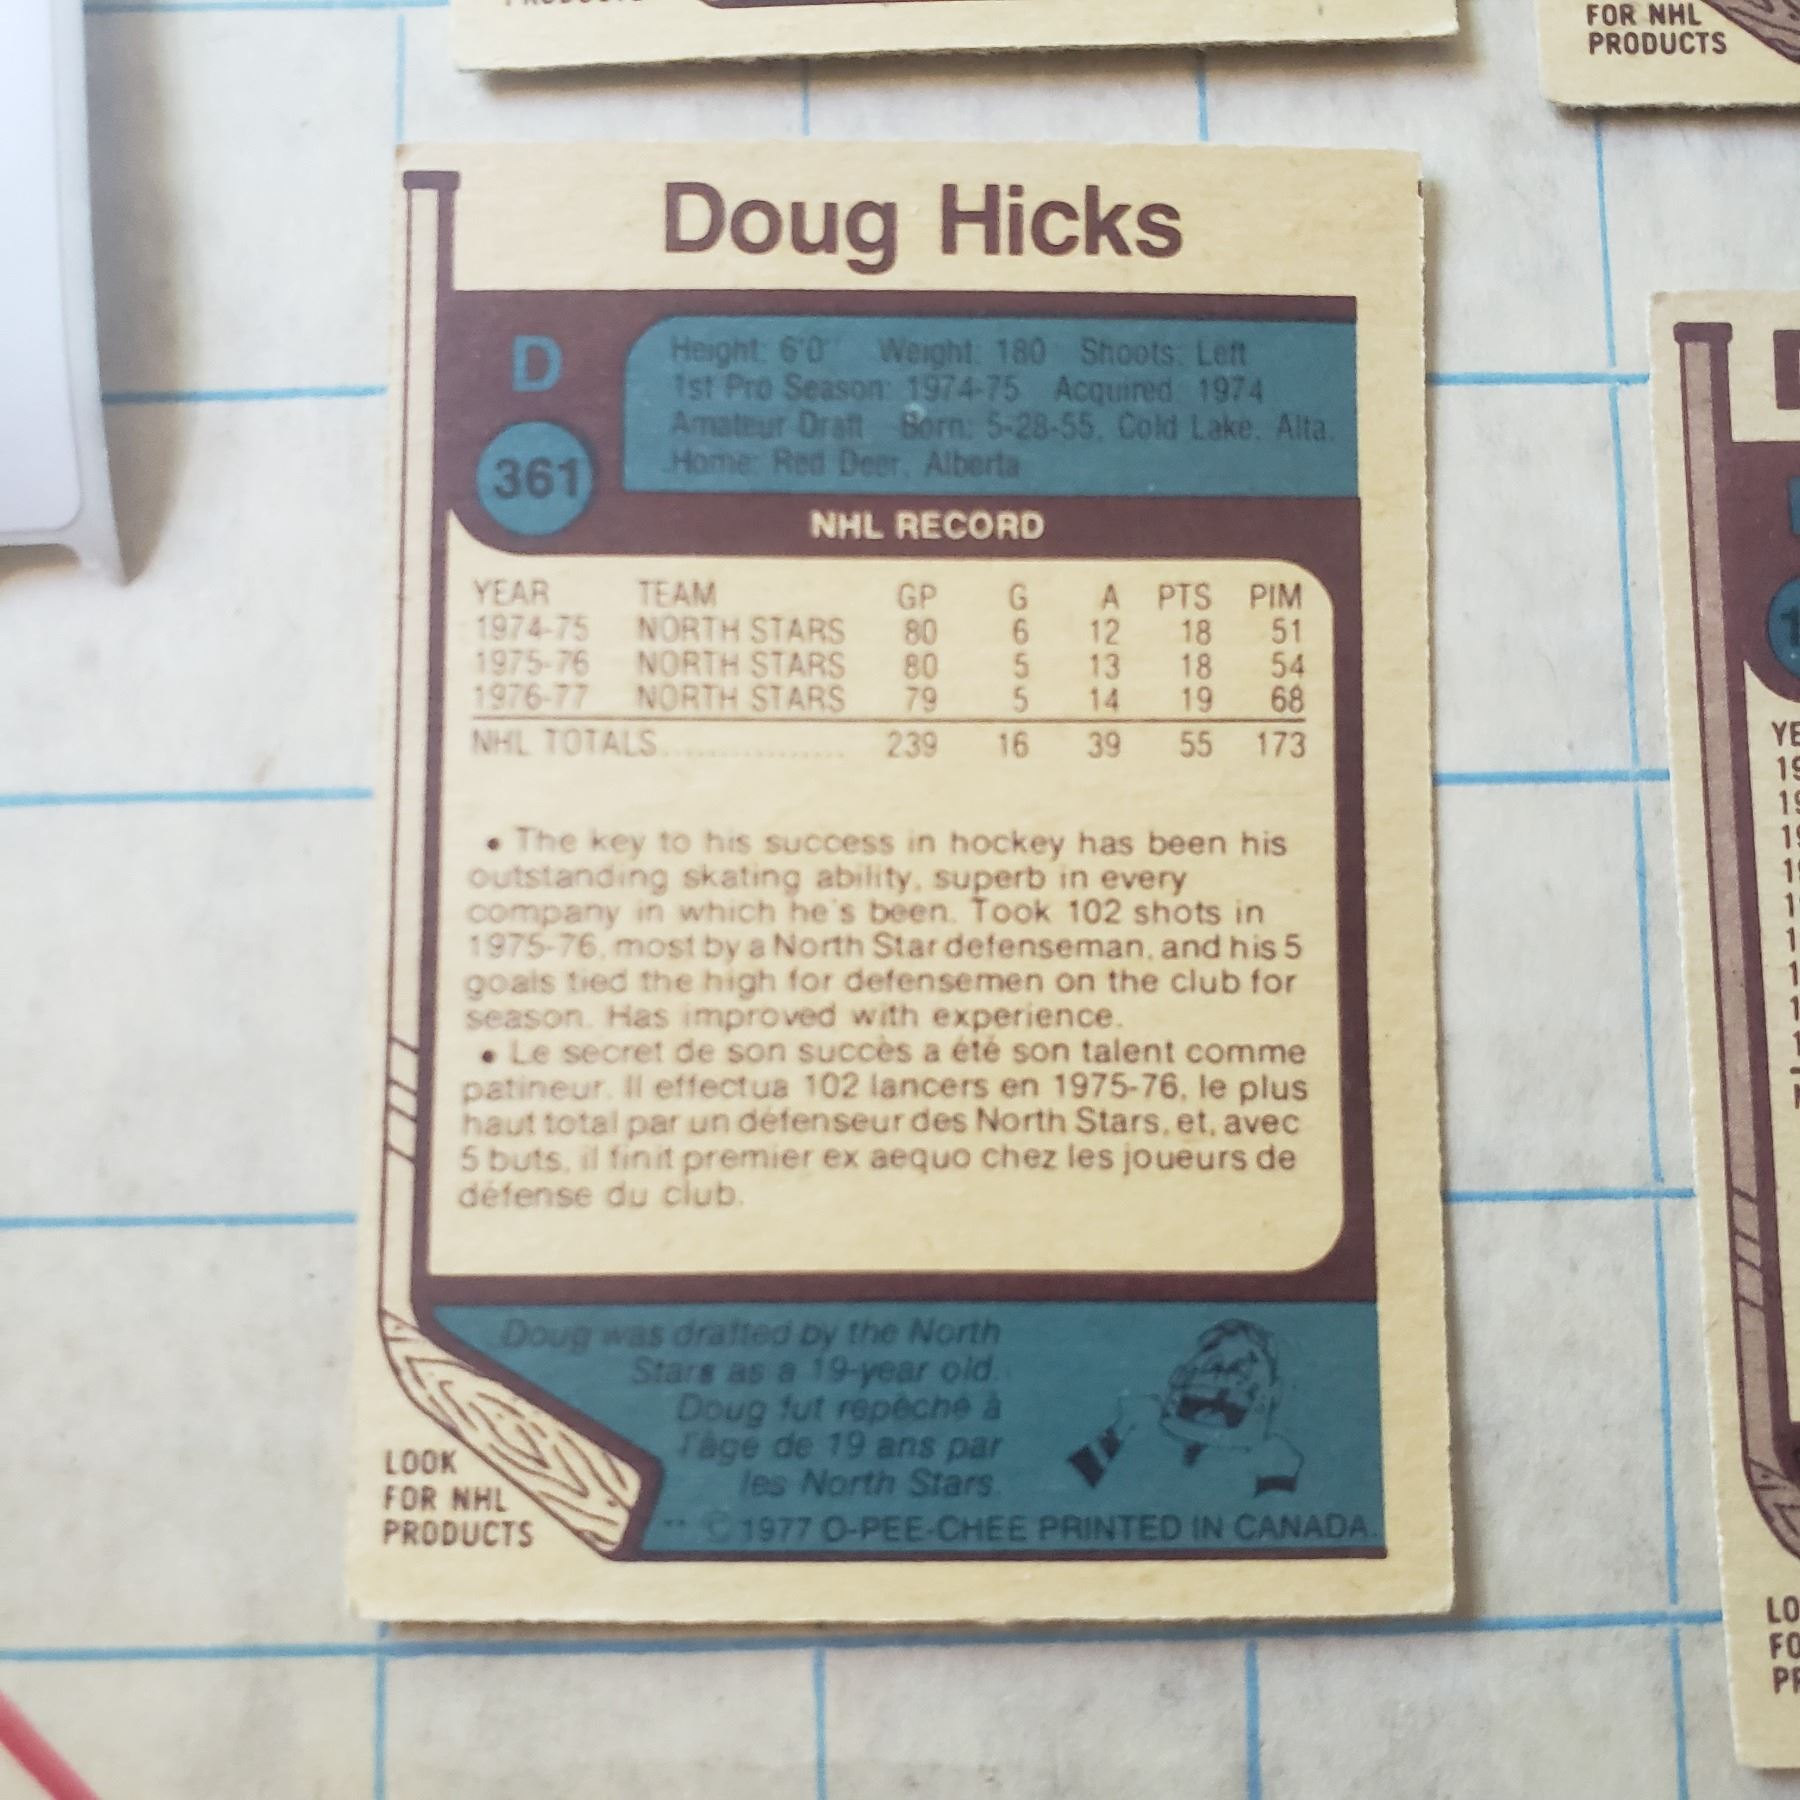 PRODUCTS
FOR NHL
PRODUCTS
Doug Hicks
D
361
Height: 6'0" Weight: 180 Shoots: Left
1st Pro Season: 1974-75 Acquired: 1974
Amateur Draft Born: 5-28-55, Cold Lake, Alta.
Home: Red Deer, Alberta
NHL RECORD
YEAR TEAM GP G A PTS PIM
1974-75 NORTH STARS 80 6 12 18 51
1975-76 NORTH STARS 80 5 13 18 54
1976-77 NORTH STARS 79 5 14 19 68
NHL TOTALS................ 239 16 39 55 173
• The key to his success in hockey has been his
outstanding skating ability, superb in every
company in which he's been. Took 102 shots in
1975-76, most by a North Star defenseman, and his 5
goals tied the high for defensemen on the club for
season. Has improved with experience.
• Le secret de son succès a été son talent comme
patineur. Il effectua 102 lancers en 1975-76, le plus
haut total par un défenseur des North Stars, et, avec
5 buts, il finit premier ex aequo chez les joueurs de
défense du club.
Doug was drafted by the North
Stars as a 19-year old.
Doug fut repêché à
l'âge de 19 ans par
les North Stars.
LOOK
FOR NHL
PRODUCTS
** © 1977 O-PEE-CHEE PRINTED IN CANADA.